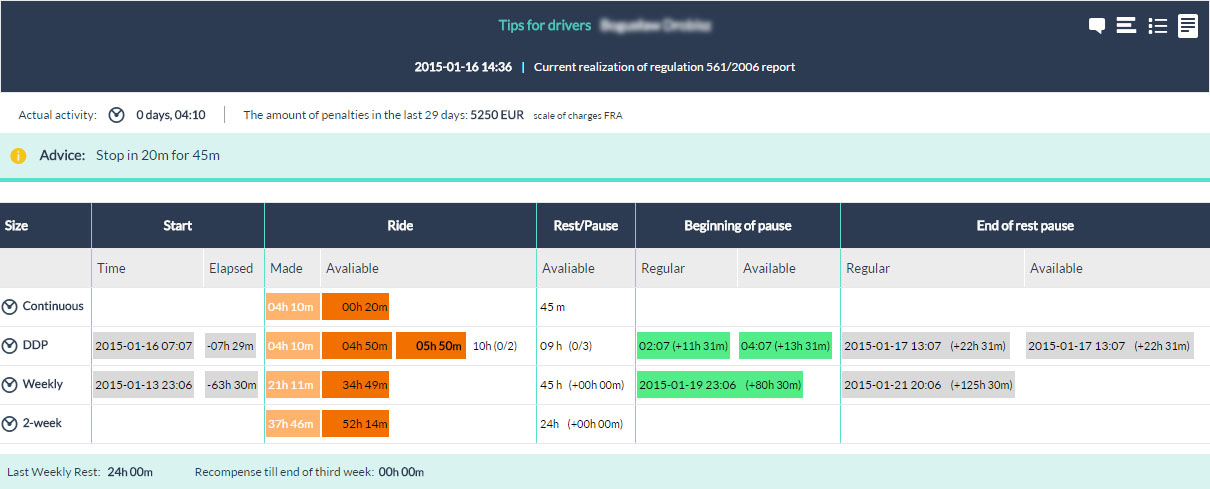 Tips for drivers
2015-01-16 14:36 | Current realization of regulation 561/2006 report
Actual activity: 0 days, 04:10 | The amount of penalties in the last 29 days: 5250 EUR scale of charges FRA
Advice: Stop in 20m for 45m
Size Start Ride Rest/Pause Beginning of pause End of rest pause
Time Elapsed Made Avaliable Avaliable Regular Available Regular Available
Continuous 04h 10m 00h 20m 45 m
DDP 2015-01-16 07:07 -07h 29m 04h 10m 04h 50m 05h 50m 10h (0/2) 09 h (0/3) 02:07 (+11h 31m) 04:07 (+13h 31m) 2015-01-17 13:07 (+22h 31m) 2015-01-17 13:07 (+22h 31m)
Weekly 2015-01-13 23:06 -63h 30m 21h 11m 34h 49m 45 h (+00h 00m) 2015-01-19 23:06 (+80h 30m) 2015-01-21 20:06 (+125h 30m)
2-week 37h 46m 52h 14m 24h (+00h 00m)
Last Weekly Rest: 24h 00m Recompense till end of third week: 00h 00m